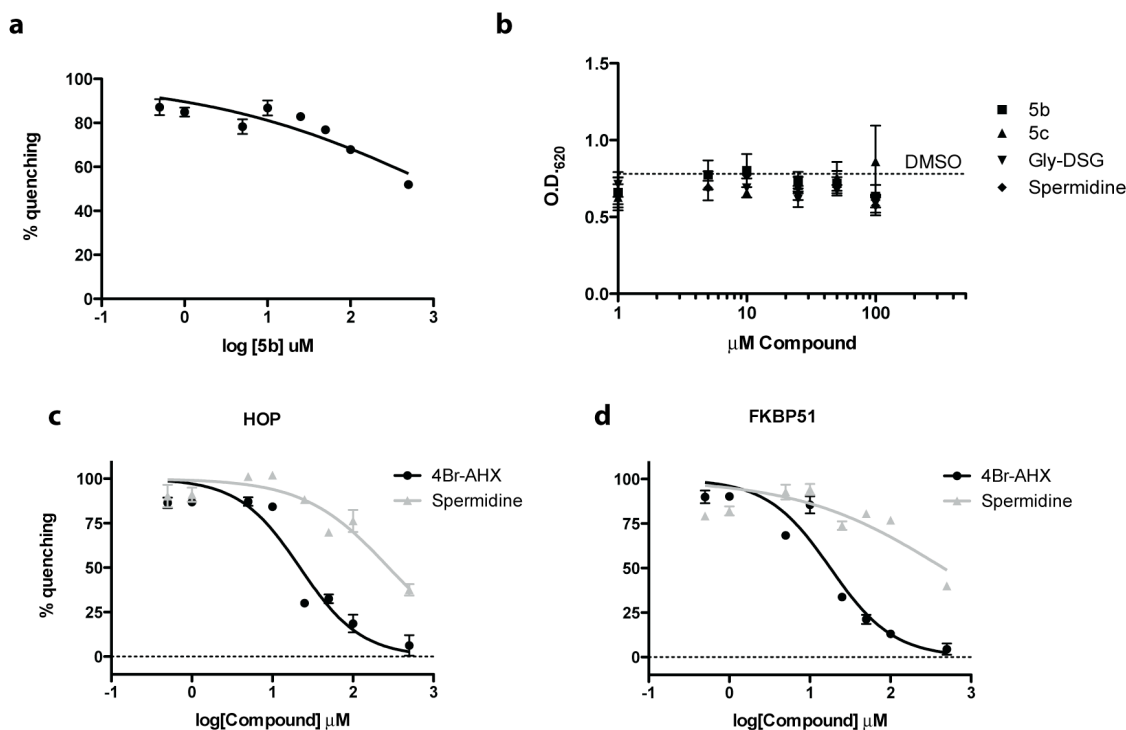 a
100
80
60
40
20
0
% quenching
-1 0 1 2 3
log [5b] uM
b
1.5
1.0
0.5
0.0
O.D.620
DMSO
1 10 100
μM Compound
5b
5c
Gly-DSG
Spermidine
c
HOP
100
75
50
25
0
% quenching
-1 0 1 2 3
log[Compound] μM
4Br-AHX
Spermidine
d
FKBP51
100
75
50
25
0
-1 0 1 2 3
log[Compound] μM
4Br-AHX
Spermidine